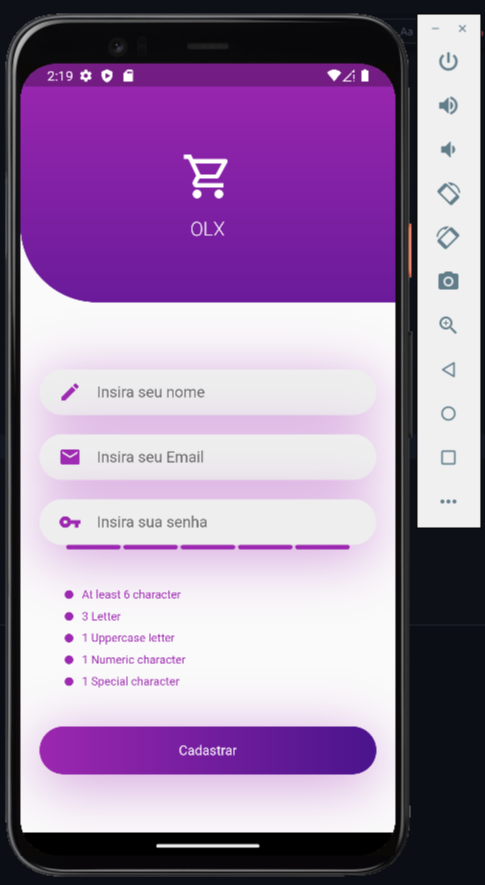 Aa
2:19
OLX
Insira seu nome
Insira seu Email
Insira sua senha
At least 6 character
3 Letter
1 Uppercase letter
1 Numeric character
1 Special character
Cadastrar